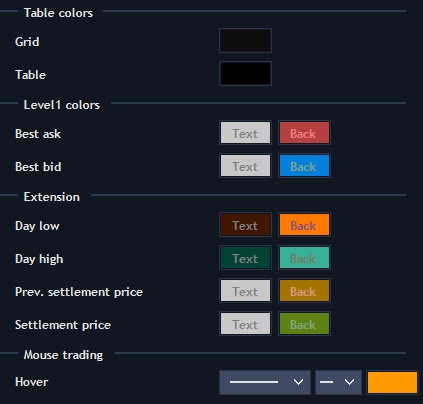 Table colors
Grid
Table
Level1 colors
Best ask Text Back
Best bid Text Back
Extension
Day low Text Back
Day high Text Back
Prev. settlement price Text Back
Settlement price Text Back
Mouse trading
Hover